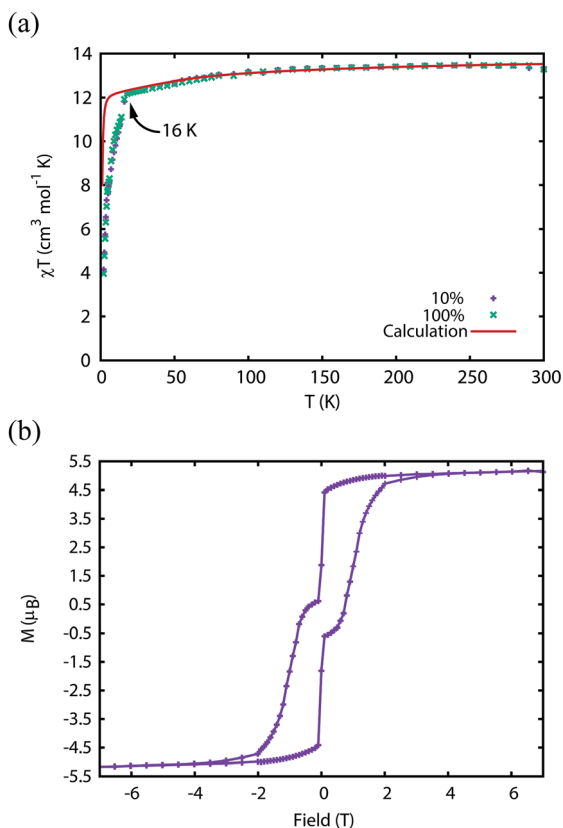 (a)
14
12
10
8
6
4
2
0
χT (cm³ mol⁻¹ K)
16 K
10%
100%
Calculation
0 50 100 150 200 250 300
T (K)
(b)
5.5
4.5
3.5
2.5
1.5
0.5
-0.5
-1.5
-2.5
-3.5
-4.5
-5.5
M (μB)
-6 -4 -2 0 2 4 6
Field (T)